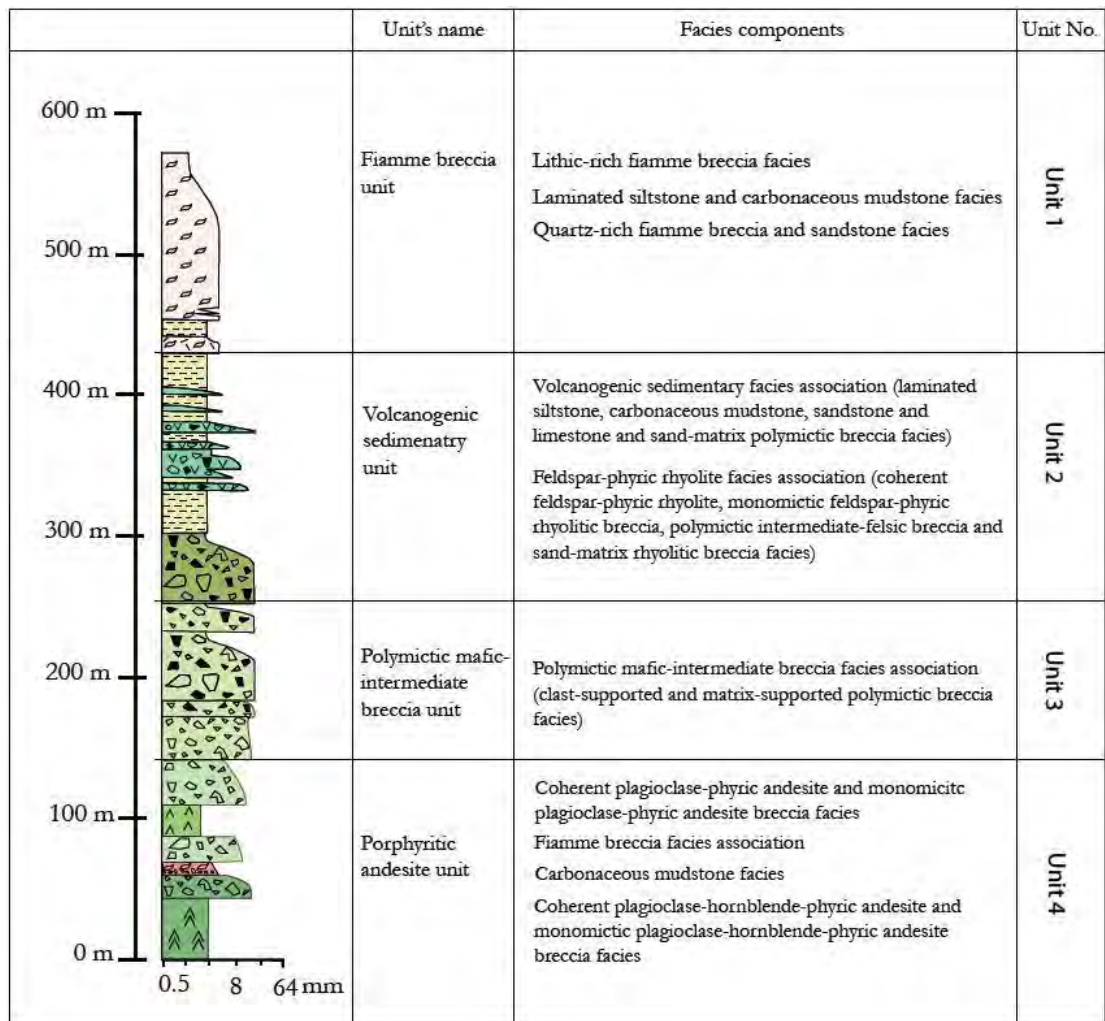 Unit's name
Facies components
Unit No.
600 m
500 m
400 m
300 m
200 m
100 m
0 m
0.5
8
64 mm
Fiamme breccia
unit
Lithic-rich fiamme breccia facies
Laminated siltstone and carbonaceous mudstone facies
Quartz-rich fiamme breccia and sandstone facies
Unit 1
Volcanogenic
sedimenatry
unit
Volcanogenic sedimentary facies association (laminated
siltstone, carbonaceous mudstone, sandstone and
limestone and sand-matrix polymictic breccia facies)
Feldspar-phyric rhyolite facies association (coherent
feldspar-phyric rhyolite, monomictic feldspar-phyric
rhyolitic breccia, polymictic intermediate-felsic breccia and
sand-matrix rhyolitic breccia facies)
Unit 2
Polymictic mafic-
intermediate
breccia unit
Polymictic mafic-intermediate breccia facies association
(clast-supported and matrix-supported polymictic breccia
facies)
Unit 3
Porphyritic
andesite unit
Coherent plagioclase-phyric andesite and monomicitc
plagioclase-phyric andesite breccia facies
Fiamme breccia facies association
Carbonaceous mudstone facies
Coherent plagioclase-hornblende-phyric andesite and
monomictic plagioclase-hornblende-phyric andesite
breccia facies
Unit 4